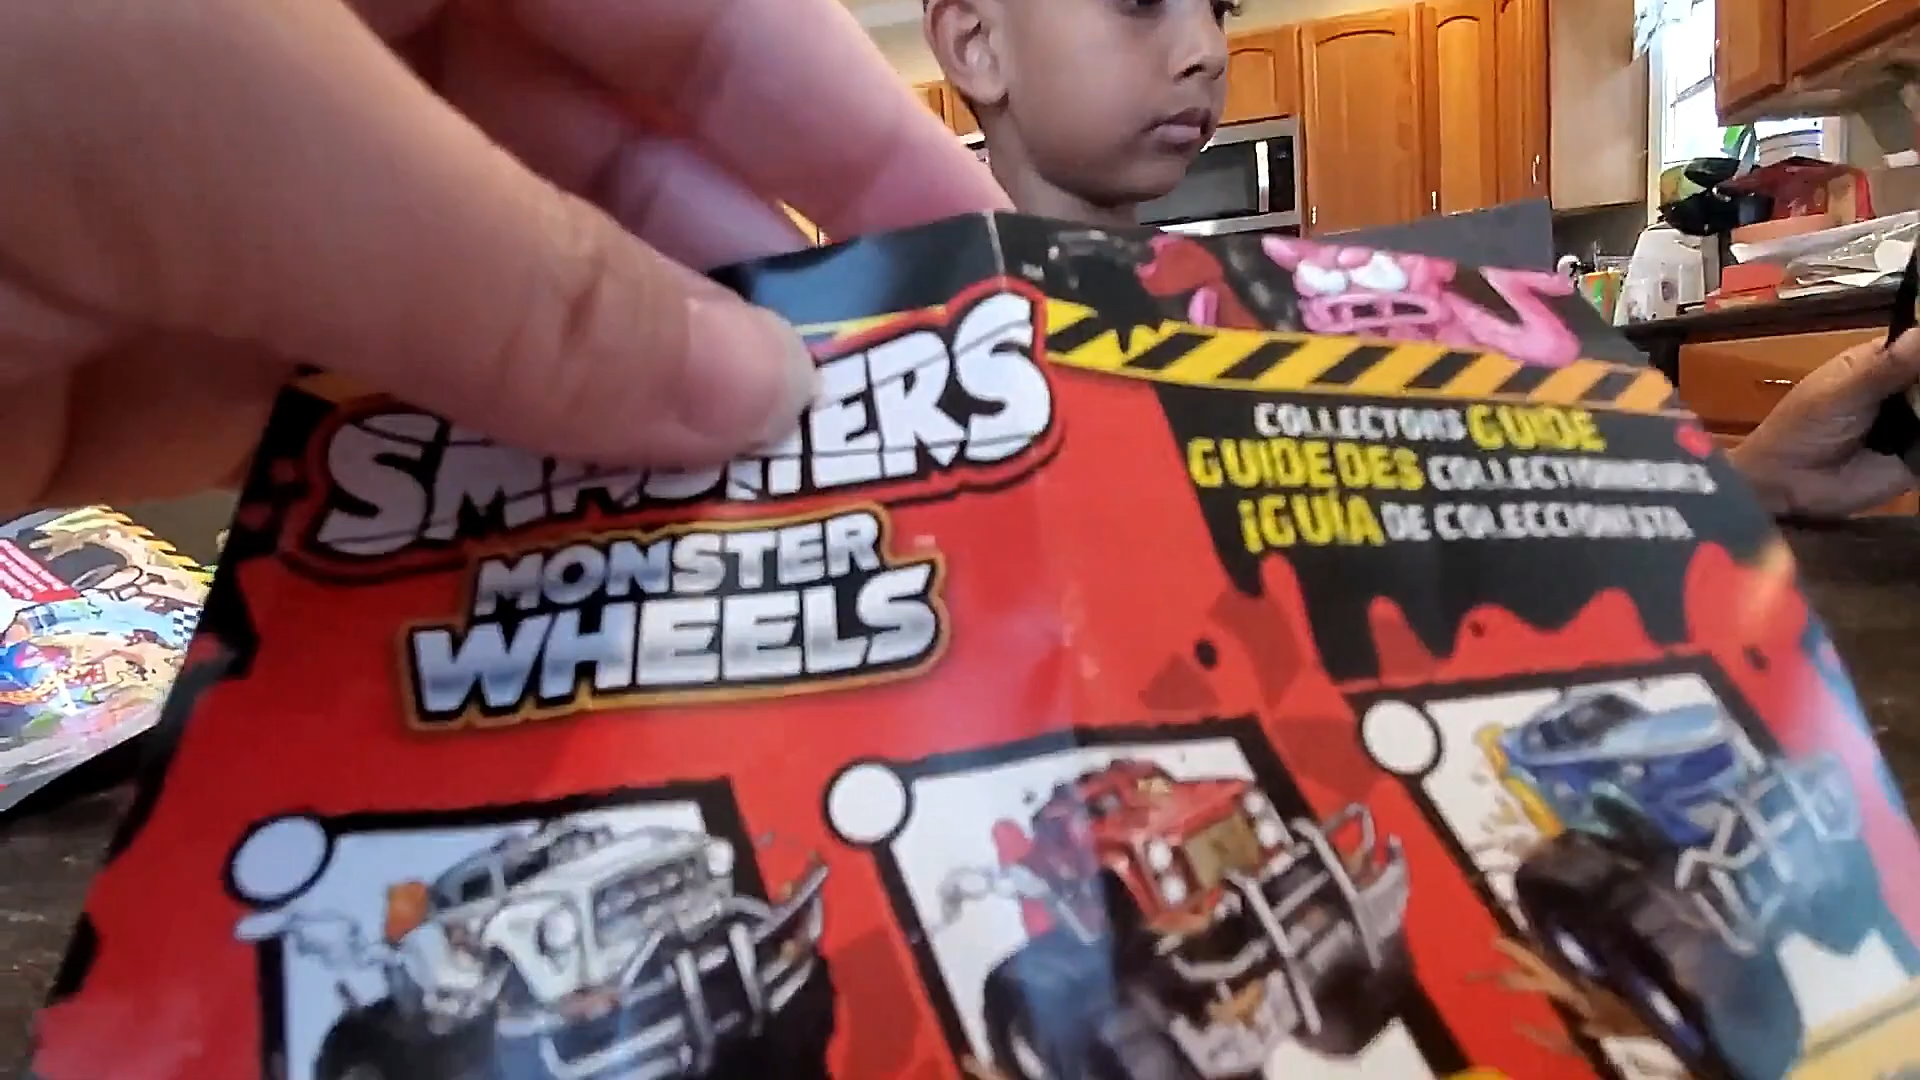 SMASHERS
MONSTER
WHEELS
COLLECTORS GUIDE
GUIDE DES COLLECTIONNEURS
¡GUÍA DE COLECCIONISTA